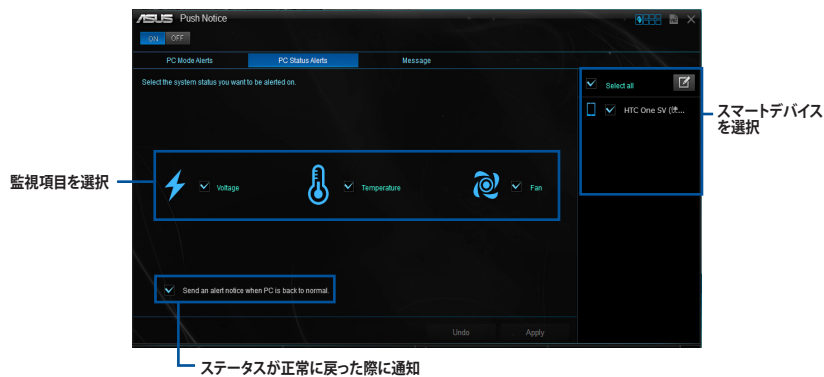 ASUS Push Notice
ON OFF
PC Mode Alerts PC Status Alerts Message
Select the system status you want to be alerted on.
Select all
HTC One SV (使...
スマートデバイス
を選択
監視項目を選択
Voltage Temperature Fan
Send an alert notice when PC is back to normal.
Undo Apply
ステータスが正常に戻った際に通知